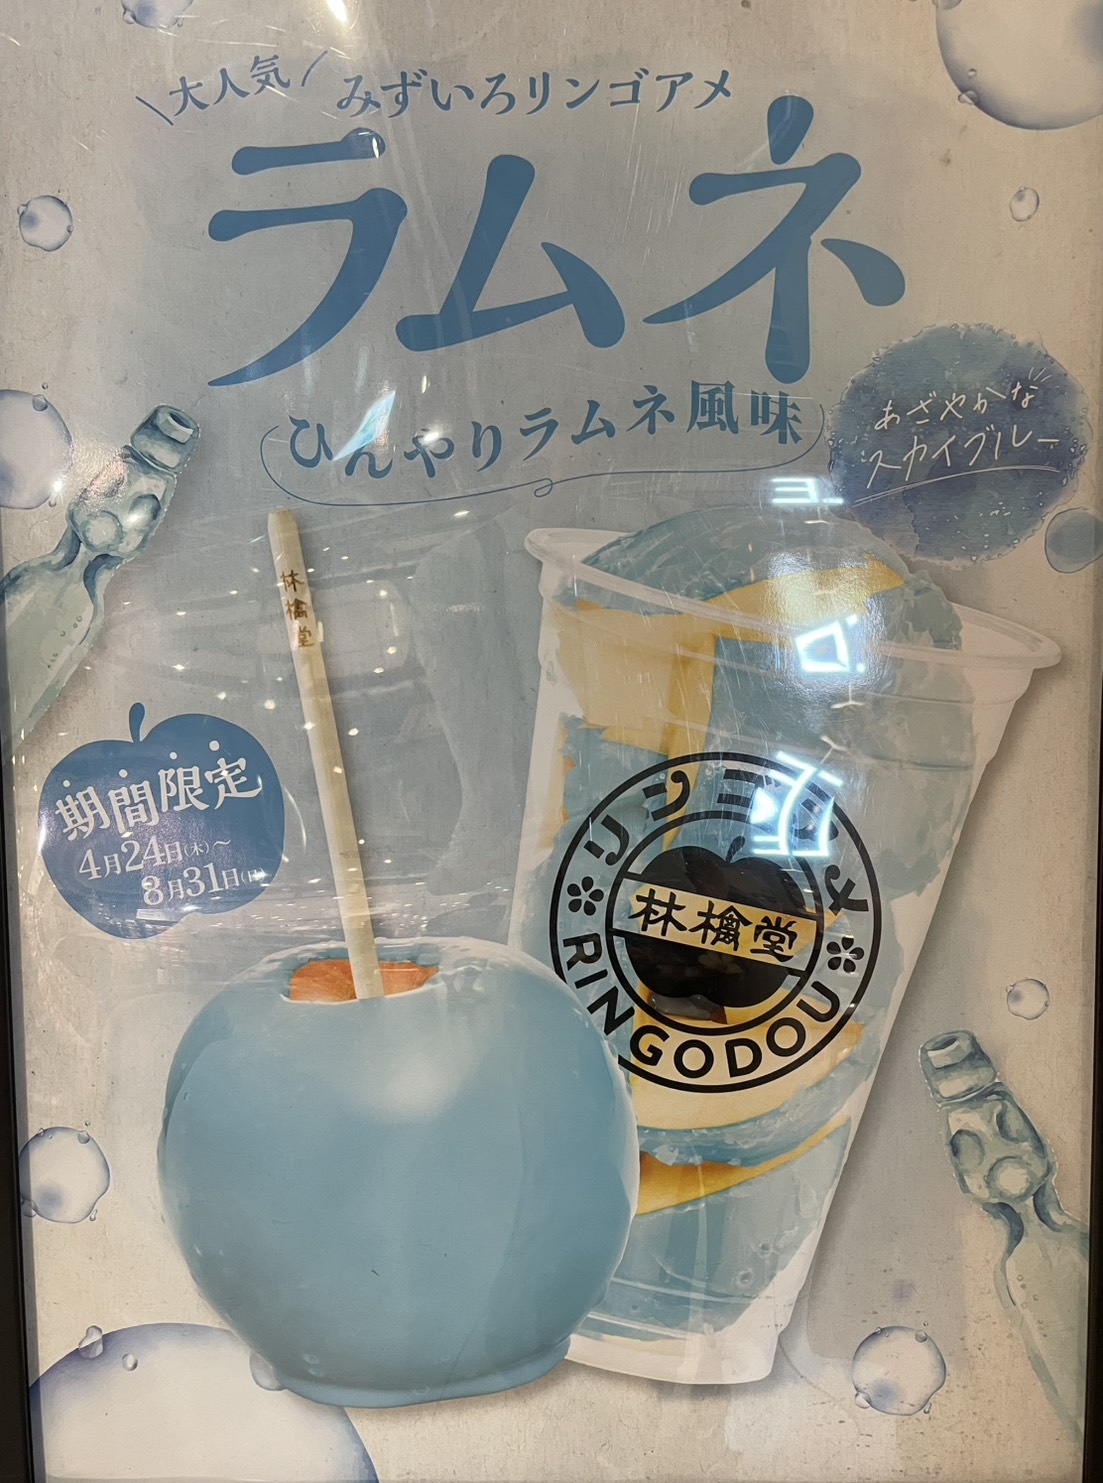 大人気 みずいろリンゴアメ
ラムネ
ひんやりラムネ風味
あざやかな
スカイブルー
林檎堂
期間限定
4月24日(木)〜
8月31日(日)
リンゴアメ
林檎堂
RINGODOU